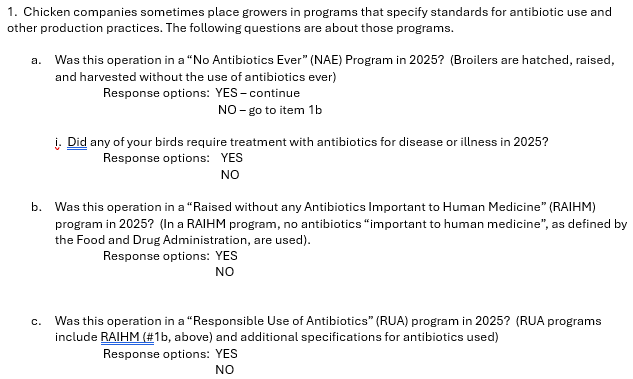 1. Chicken companies sometimes place growers in programs that specify standards for antibiotic use and
other production practices. The following questions are about those programs.
a. Was this operation in a “No Antibiotics Ever” (NAE) Program in 2025? (Broilers are hatched, raised,
and harvested without the use of antibiotics ever)
Response options: YES – continue
NO – go to item 1b
i. Did any of your birds require treatment with antibiotics for disease or illness in 2025?
Response options: YES
NO
b. Was this operation in a “Raised without any Antibiotics Important to Human Medicine” (RAIHM)
program in 2025? (In a RAIHM program, no antibiotics “important to human medicine”, as defined by
the Food and Drug Administration, are used).
Response options: YES
NO
c. Was this operation in a “Responsible Use of Antibiotics” (RUA) program in 2025? (RUA programs
include RAIHM (#1b, above) and additional specifications for antibiotics used)
Response options: YES
NO